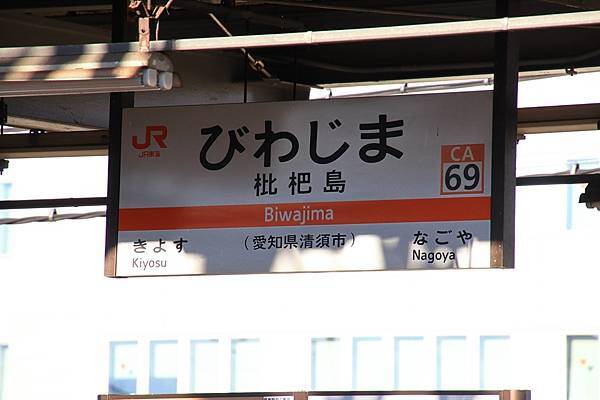 JR
JR東海
びわじま
枇杷島
CA
69
Biwajima
きよす
Kiyosu
(愛知県清須市)
なごや
Nagoya